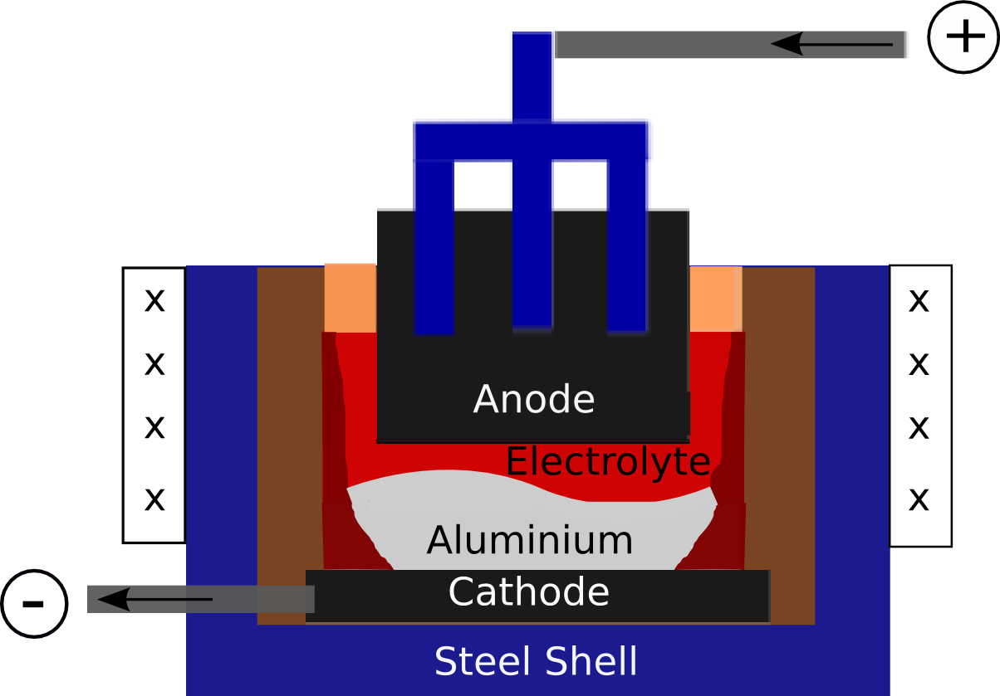 +
x x
x x
Anode
x x
Electrolyte
x x
Aluminium
Cathode
-
Steel Shell